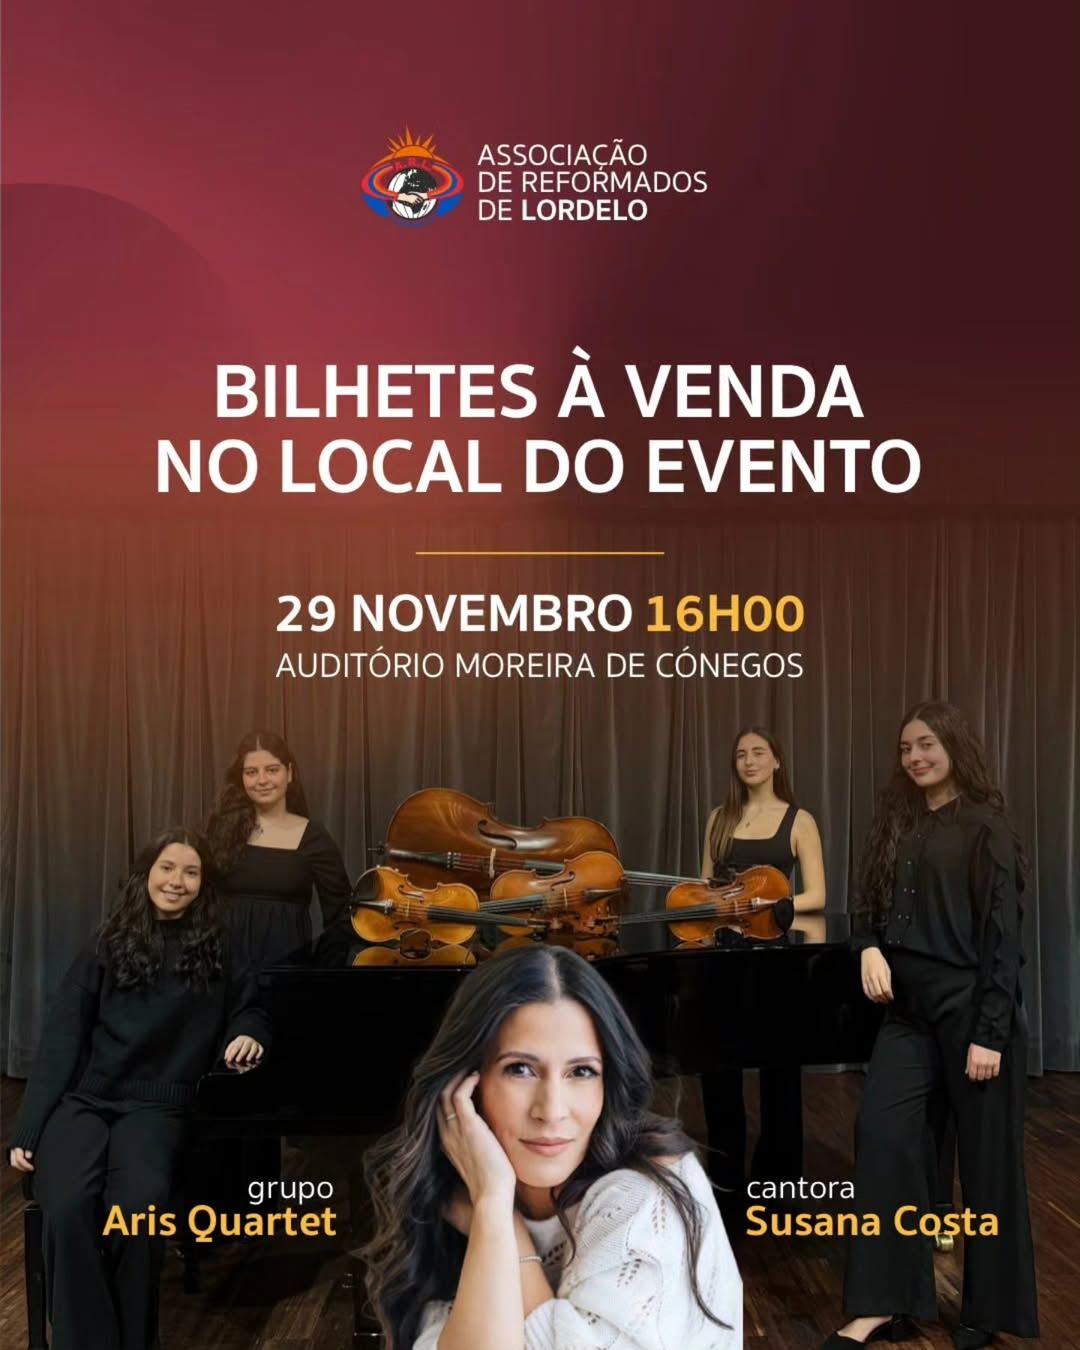 A.R.L.
ASSOCIAÇÃO
DE REFORMADOS
DE LORDELO
BILHETES À VENDA
NO LOCAL DO EVENTO
29 NOVEMBRO 16H00
AUDITÓRIO MOREIRA DE CÓNEGOS
grupo
Aris Quartet
cantora
Susana Costa